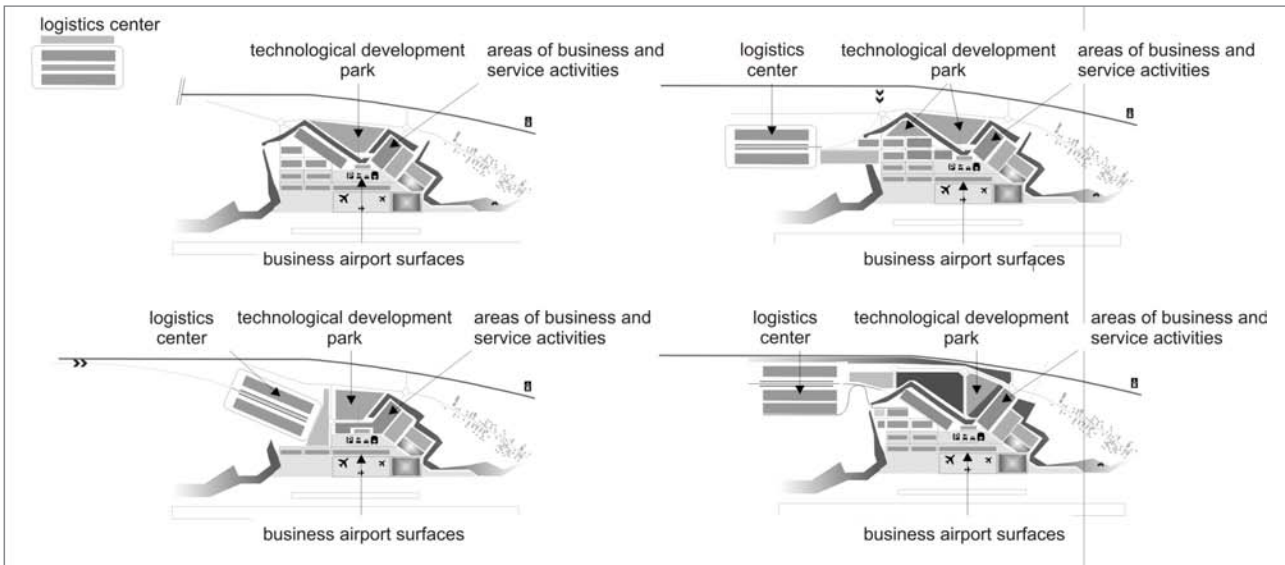 logistics center
technological development
park
areas of business and
service activities
business airport surfaces
logistics
center
technological development
park
areas of business and
service activities
business airport surfaces
logistics
center
technological development
park
areas of business and
service activities
business airport surfaces
logistics
center
technological development
park
areas of business and
service activities
business airport surfaces